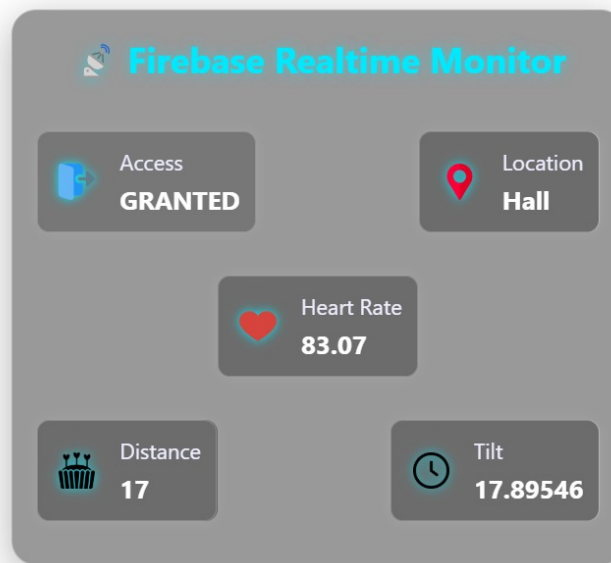 Firebase Realtime Monitor
Access
GRANTED
Location
Hall
Heart Rate
83.07
Distance
17
Tilt
17.89546